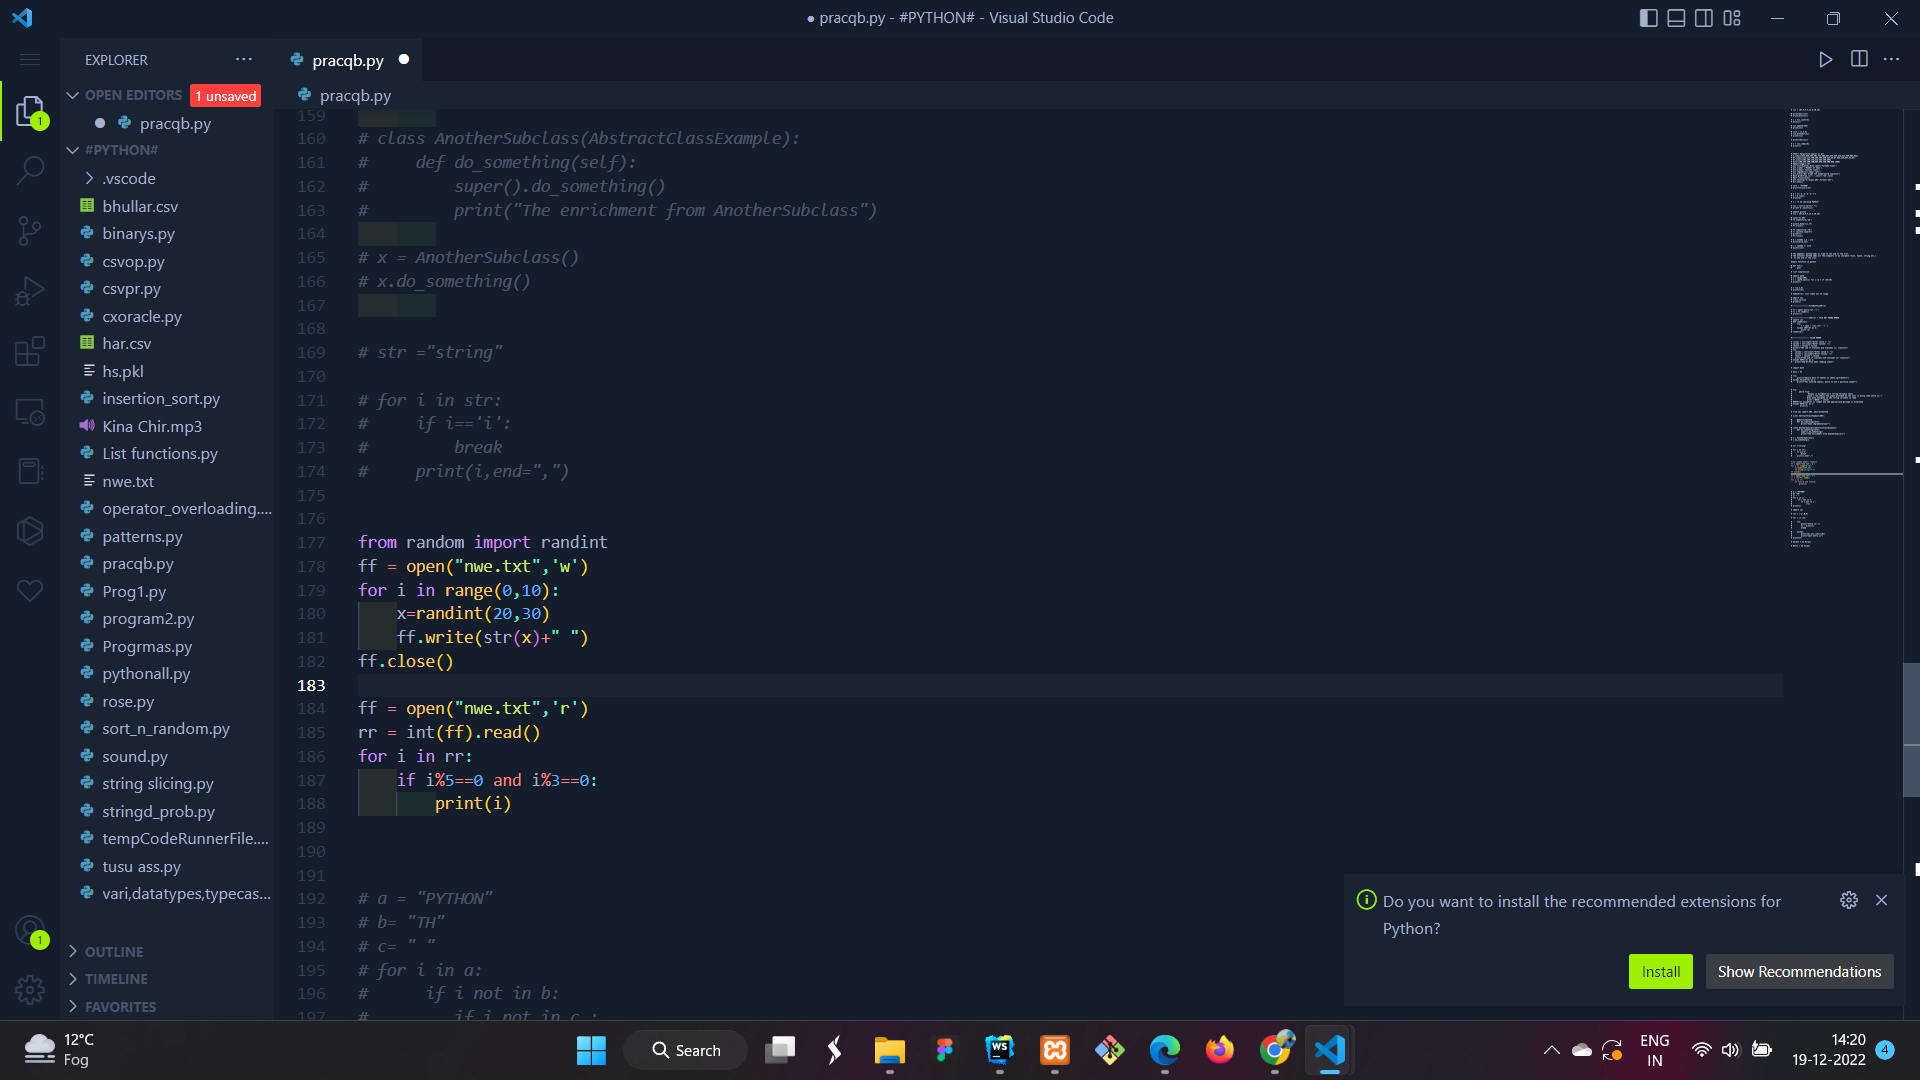 pracqb.py - #PYTHON# - Visual Studio Code
EXPLORER
OPEN EDITORS 1 unsaved
pracqb.py
#PYTHON#
.vscode
bhullar.csv
binarys.py
csvop.py
csvpr.py
cxoracle.py
har.csv
hs.pkl
insertion_sort.py
Kina Chir.mp3
List functions.py
nwe.txt
operator_overloading....
patterns.py
pracqb.py
Prog1.py
program2.py
Progrmas.py
pythonall.py
rose.py
sort_n_random.py
sound.py
string slicing.py
stringd_prob.py
tempCodeRunnerFile....
tusu ass.py
vari,datatypes,typecas...
OUTLINE
TIMELINE
FAVORITES
1
1
pracqb.py
pracqb.py
159
160 # class AnotherSubclass(AbstractClassExample):
161 #     def do_something(self):
162 #         super().do_something()
163 #         print("The enrichment from AnotherSubclass")
164
165 # x = AnotherSubclass()
166 # x.do_something()
167
168
169 # str ="string"
170
171 # for i in str:
172 #     if i=='i':
173 #         break
174 #     print(i,end=",")
175
176
177 from random import randint
178 ff = open("nwe.txt",'w')
179 for i in range(0,10):
180     x=randint(20,30)
181     ff.write(str(x)+" ")
182 ff.close()
183
184 ff = open("nwe.txt",'r')
185 rr = int(ff).read()
186 for i in rr:
187     if i%5==0 and i%3==0:
188         print(i)
189
190
191
192 # a = "PYTHON"
193 # b= "TH"
194 # c= " "
195 # for i in a:
196 #      if i not in b:
197 #         if i not in c :
Do you want to install the recommended extensions for
Python?
Install
Show Recommendations
12°C
Fog
Search
WS
ENG
IN
14:20
19-12-2022
4